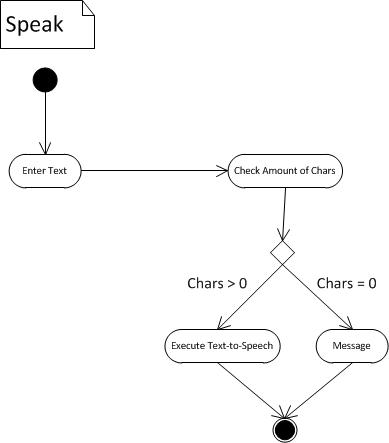 Speak
Enter Text
Check Amount of Chars
Chars > 0
Chars = 0
Execute Text-to-Speech
Message